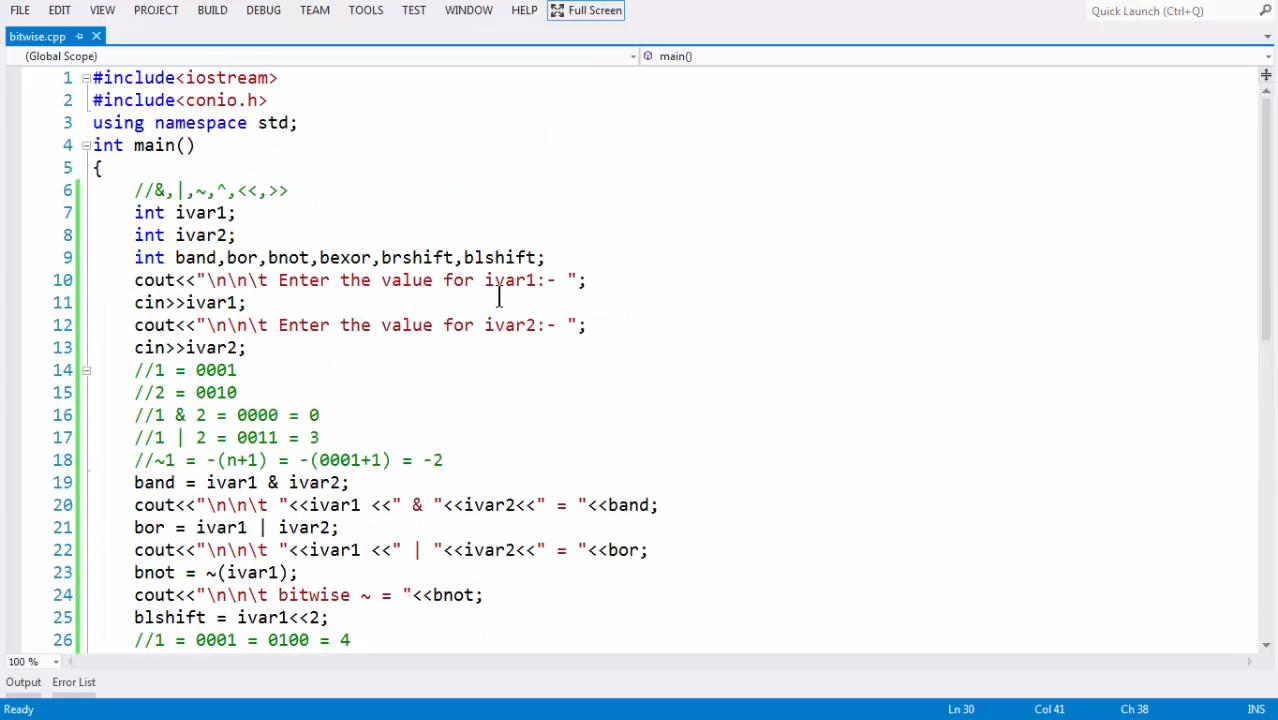 FILE EDIT VIEW PROJECT BUILD DEBUG TEAM TOOLS TEST WINDOW HELP Full Screen Quick Launch (Ctrl+Q)
bitwise.cpp
(Global Scope) main()
1 #include<iostream>
2 #include<conio.h>
3 using namespace std;
4 int main()
5 {
6 //&,|,~,^,<<,>>
7 int ivar1;
8 int ivar2;
9 int band,bor,bnot,bexor,brshift,blshift;
10 cout<<"\n\n\t Enter the value for ivar1:- ";
11 cin>>ivar1;
12 cout<<"\n\n\t Enter the value for ivar2:- ";
13 cin>>ivar2;
14 //1 = 0001
15 //2 = 0010
16 //1 & 2 = 0000 = 0
17 //1 | 2 = 0011 = 3
18 //~1 = -(n+1) = -(0001+1) = -2
19 band = ivar1 & ivar2;
20 cout<<"\n\n\t "<<ivar1 <<" & "<<ivar2<<" = "<<band;
21 bor = ivar1 | ivar2;
22 cout<<"\n\n\t "<<ivar1 <<" | "<<ivar2<<" = "<<bor;
23 bnot = ~(ivar1);
24 cout<<"\n\n\t bitwise ~ = "<<bnot;
25 blshift = ivar1<<2;
26 //1 = 0001 = 0100 = 4
100 %
Output Error List
Ready Ln 30 Col 41 Ch 38 INS